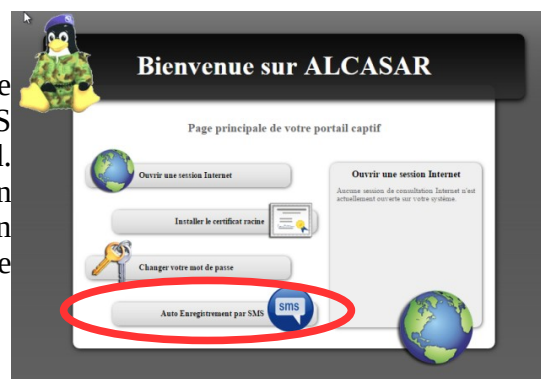 Bienvenue sur ALCASAR
Page principale de votre portail captif
Ouvrir une session Internet
Installer le certificat racine
Changer votre mot de passe
Auto Enregistrement par SMS
sms
Ouvrir une session Internet
Aucune session de consultation Internet n'est
actuellement ouverte sur votre système.
e
S
l.
n
n
e